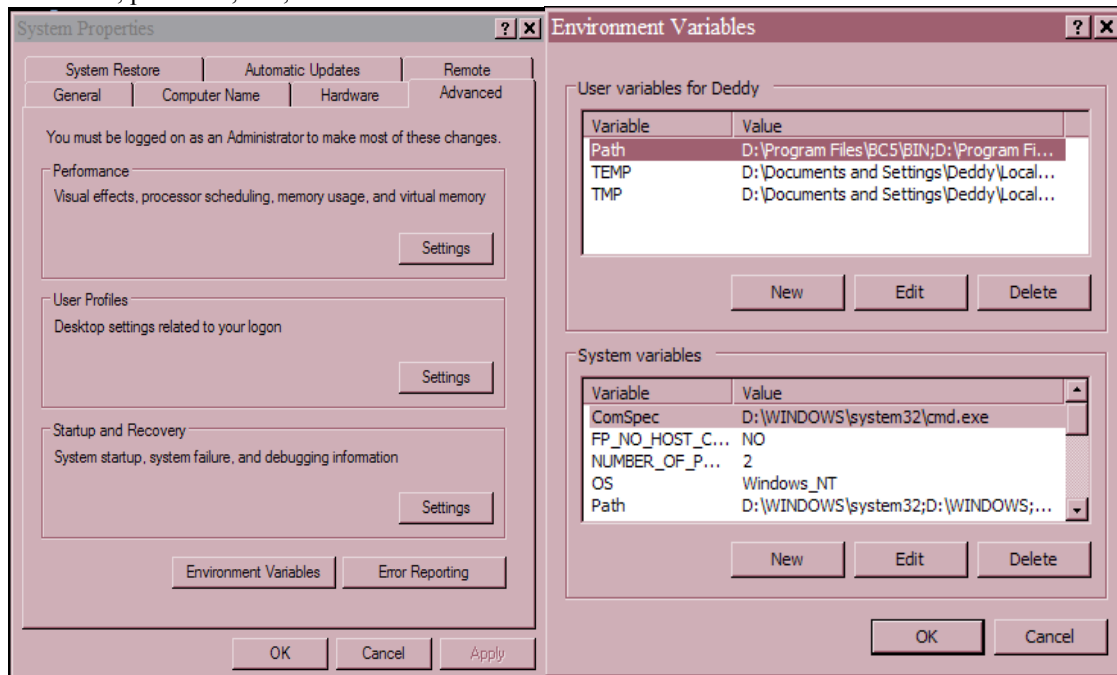 System Properties
System Restore Automatic Updates Remote
General Computer Name Hardware Advanced
You must be logged on as an Administrator to make most of these changes.
Performance
Visual effects, processor scheduling, memory usage, and virtual memory
Settings
User Profiles
Desktop settings related to your logon
Settings
Startup and Recovery
System startup, system failure, and debugging information
Settings
Environment Variables Error Reporting
OK Cancel Apply
Environment Variables
User variables for Deddy
Variable Value
Path D:\Program Files\BC5\BIN;D:\Program Fi...
TEMP D:\Documents and Settings\Deddy\Local...
TMP D:\Documents and Settings\Deddy\Local...
New Edit Delete
System variables
Variable Value
ComSpec D:\WINDOWS\system32\cmd.exe
FP_NO_HOST_C... NO
NUMBER_OF_P... 2
OS Windows_NT
Path D:\WINDOWS\system32;D:\WINDOWS;...
New Edit Delete
OK Cancel